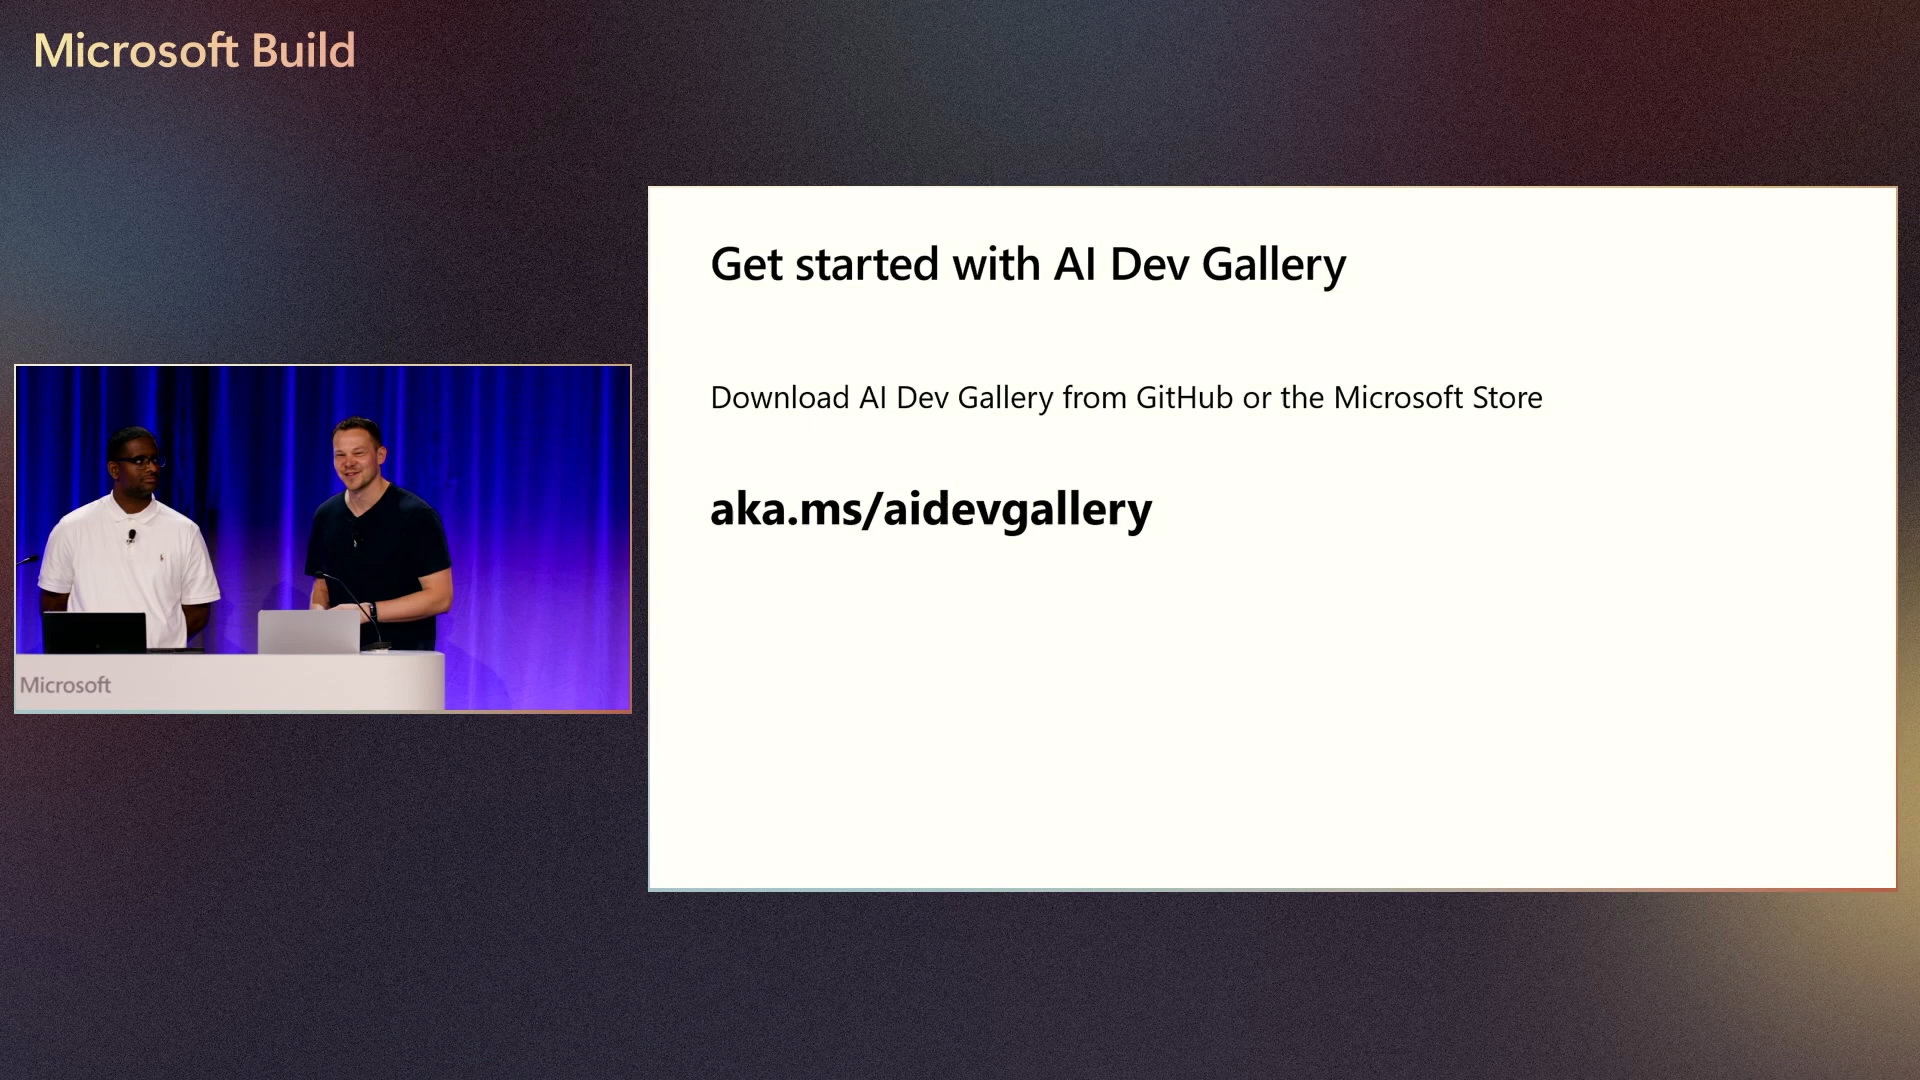 Microsoft Build
Get started with AI Dev Gallery
Download AI Dev Gallery from GitHub or the Microsoft Store
aka.ms/aidevgallery
Microsoft